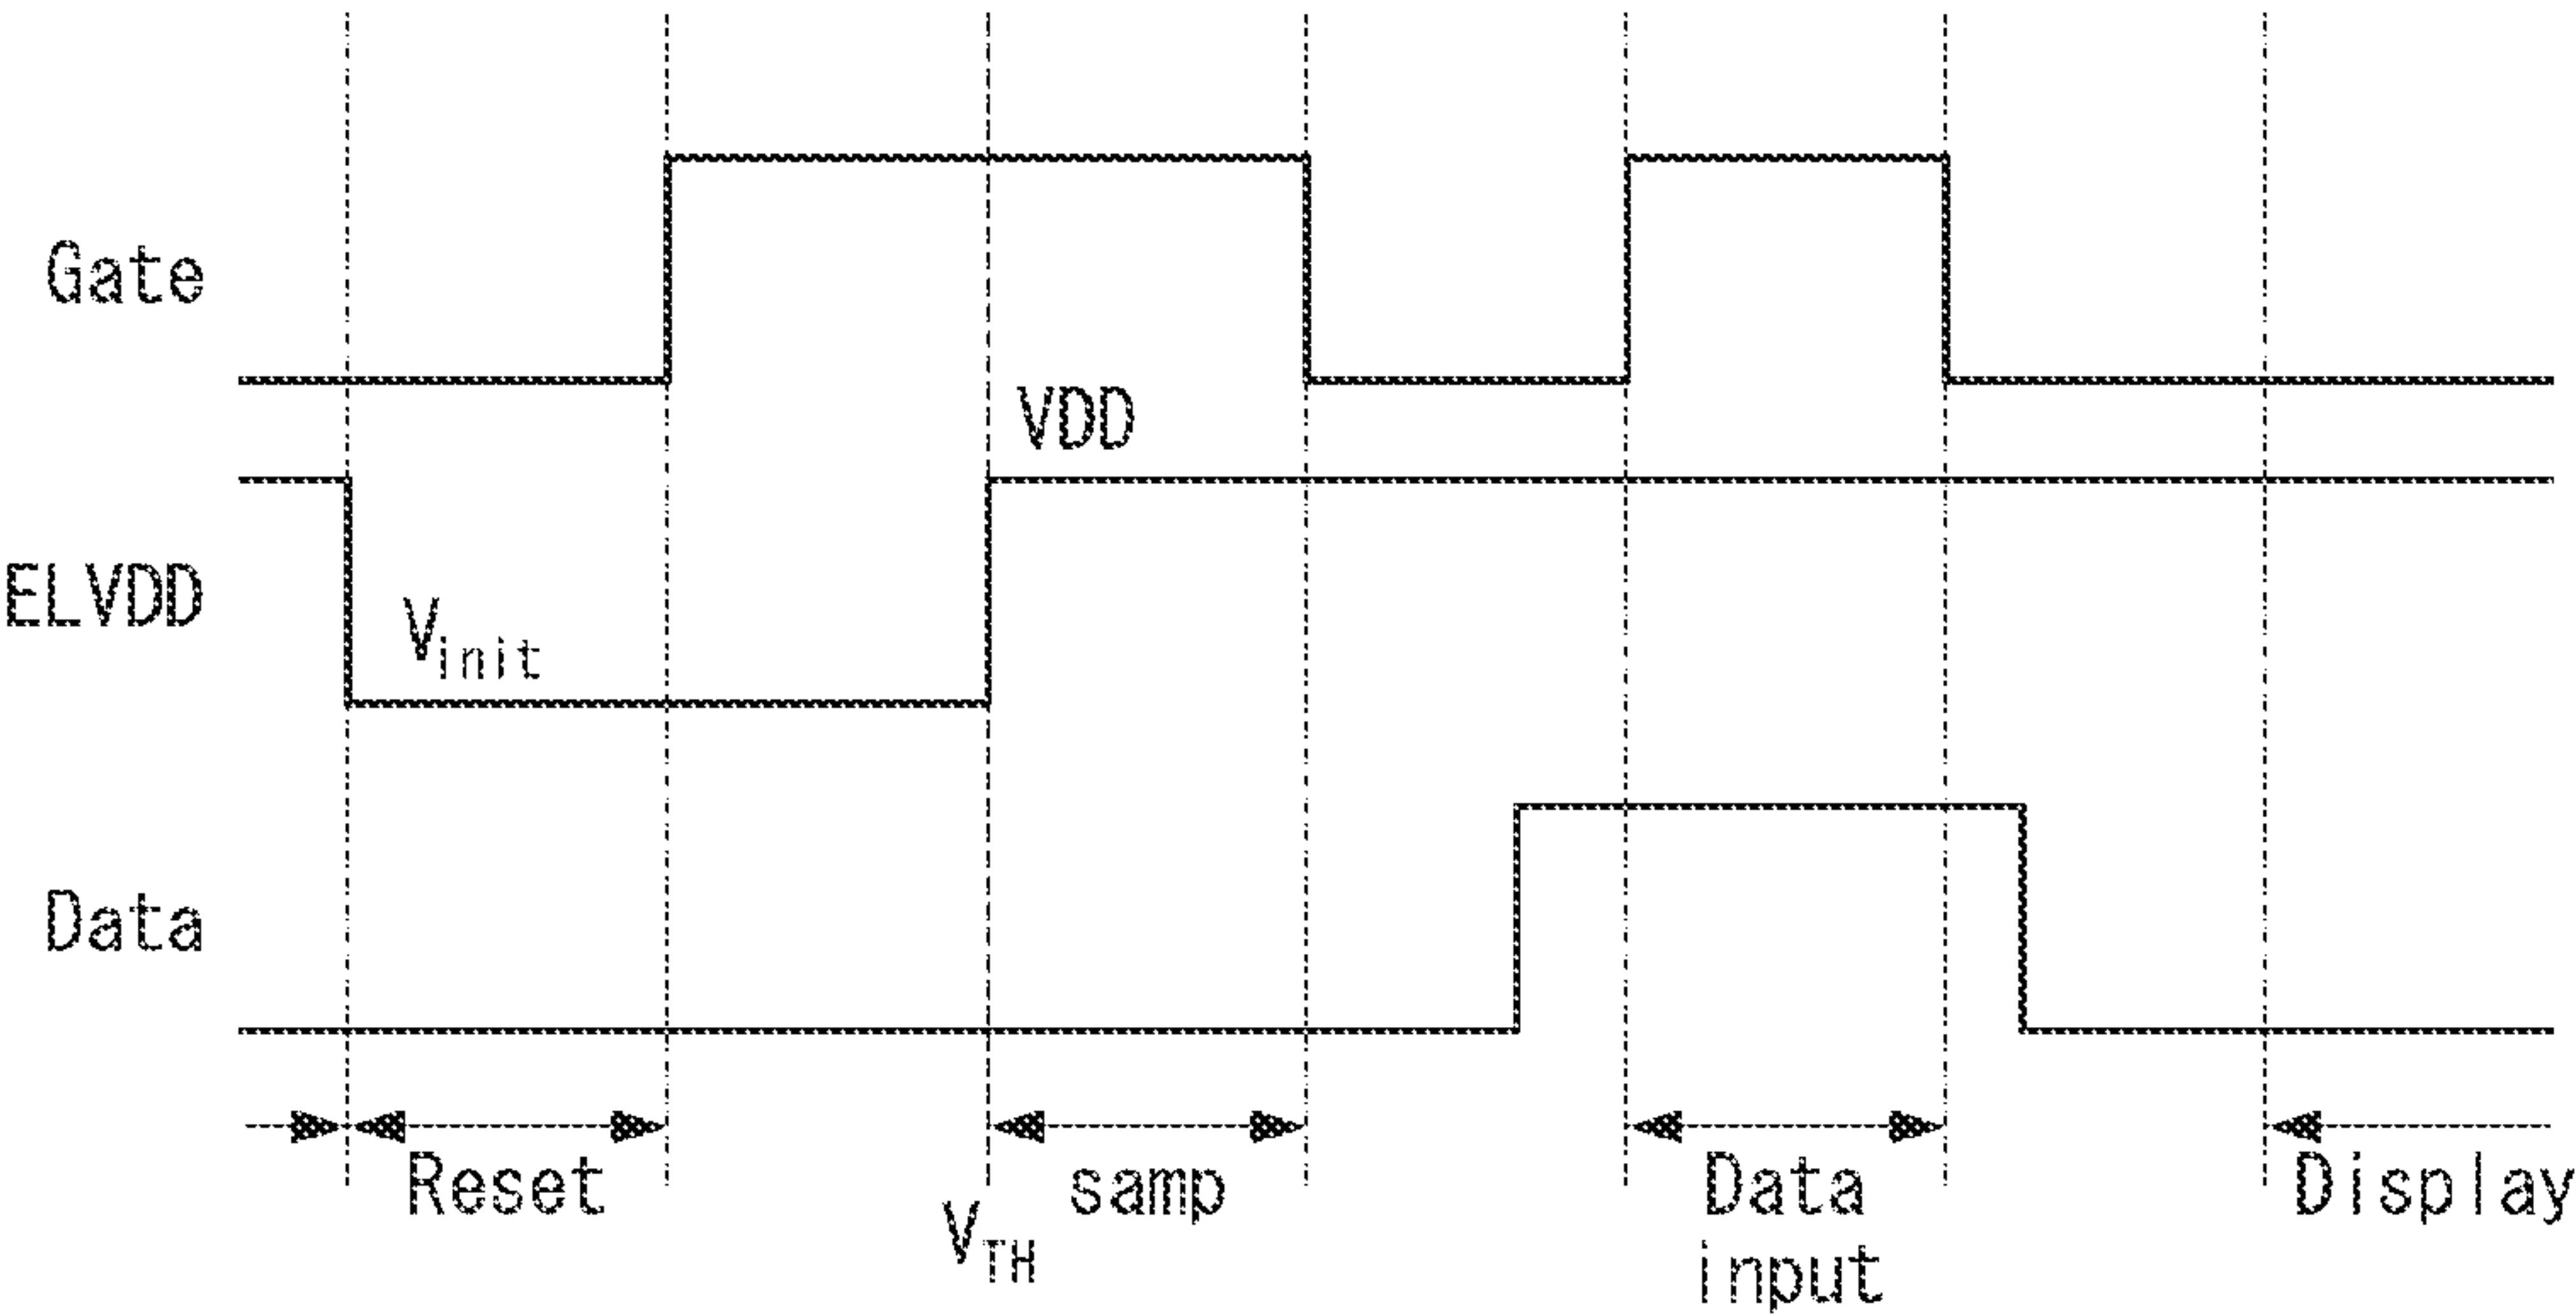 Gate
VDD
ELVDD
Vinit
Data
Reset
VTH
samp
Data
input
Display